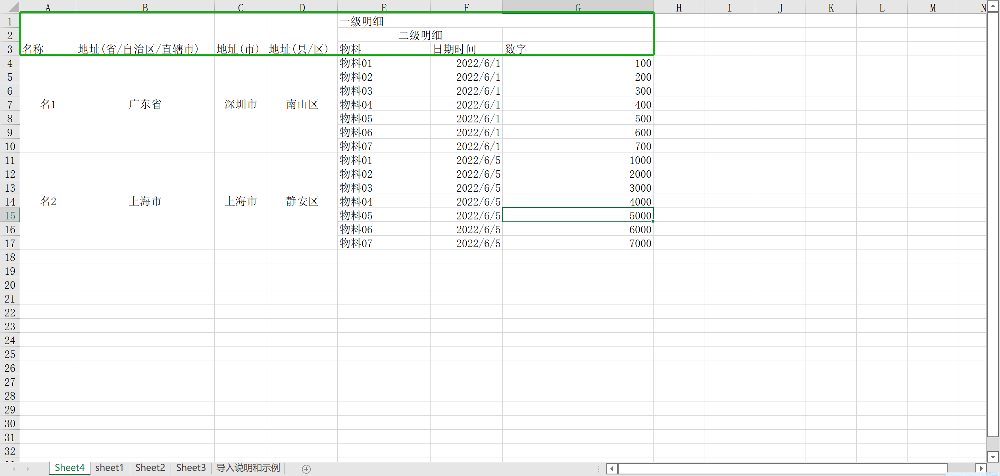 A B C D E F G H I J K L M N
1 一级明细
2 二级明细
3 名称 地址(省/自治区/直辖市) 地址(市) 地址(县/区) 物料 日期时间 数字
4 物料01 2022/6/1 100
5 物料02 2022/6/1 200
6 物料03 2022/6/1 300
7 名1 广东省 深圳市 南山区 物料04 2022/6/1 400
8 物料05 2022/6/1 500
9 物料06 2022/6/1 600
10 物料07 2022/6/1 700
11 物料01 2022/6/5 1000
12 物料02 2022/6/5 2000
13 物料03 2022/6/5 3000
14 名2 上海市 上海市 静安区 物料04 2022/6/5 4000
15 物料05 2022/6/5 5000
16 物料06 2022/6/5 6000
17 物料07 2022/6/5 7000
18
19
20
21
22
23
24
25
26
27
28
29
30
31
32
Sheet4 sheet1 Sheet2 Sheet3 导入说明和示例